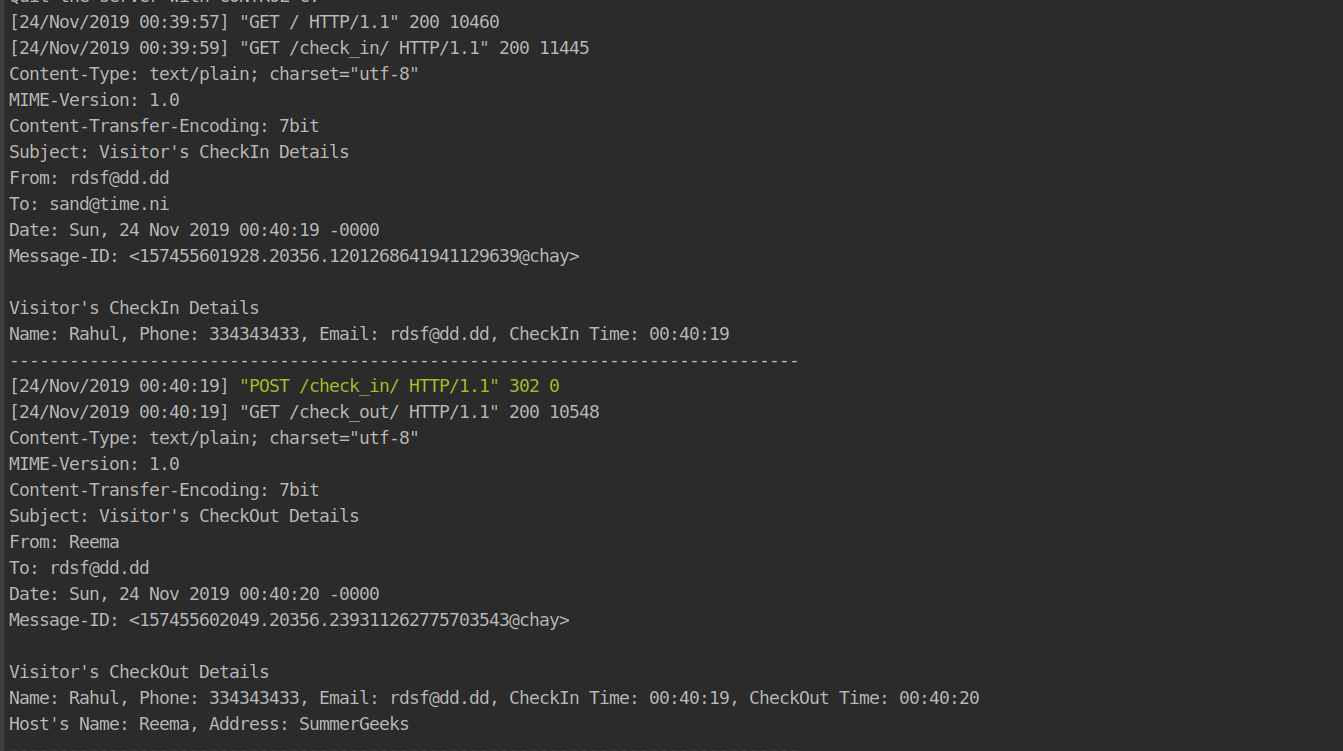 [24/Nov/2019 00:39:57] "GET / HTTP/1.1" 200 10460
[24/Nov/2019 00:39:59] "GET /check_in/ HTTP/1.1" 200 11445
Content-Type: text/plain; charset="utf-8"
MIME-Version: 1.0
Content-Transfer-Encoding: 7bit
Subject: Visitor's CheckIn Details
From: rdsf@dd.dd
To: sand@time.ni
Date: Sun, 24 Nov 2019 00:40:19 -0000
Message-ID: <157455601928.20356.1201268641941129639@chay>

Visitor's CheckIn Details
Name: Rahul, Phone: 334343433, Email: rdsf@dd.dd, CheckIn Time: 00:40:19
-------------------------------------------------------------------------------
[24/Nov/2019 00:40:19] "POST /check_in/ HTTP/1.1" 302 0
[24/Nov/2019 00:40:19] "GET /check_out/ HTTP/1.1" 200 10548
Content-Type: text/plain; charset="utf-8"
MIME-Version: 1.0
Content-Transfer-Encoding: 7bit
Subject: Visitor's CheckOut Details
From: Reema
To: rdsf@dd.dd
Date: Sun, 24 Nov 2019 00:40:20 -0000
Message-ID: <157455602049.20356.239311262775703543@chay>

Visitor's CheckOut Details
Name: Rahul, Phone: 334343433, Email: rdsf@dd.dd, CheckIn Time: 00:40:19, CheckOut Time: 00:40:20
Host's Name: Reema, Address: SummerGeeks